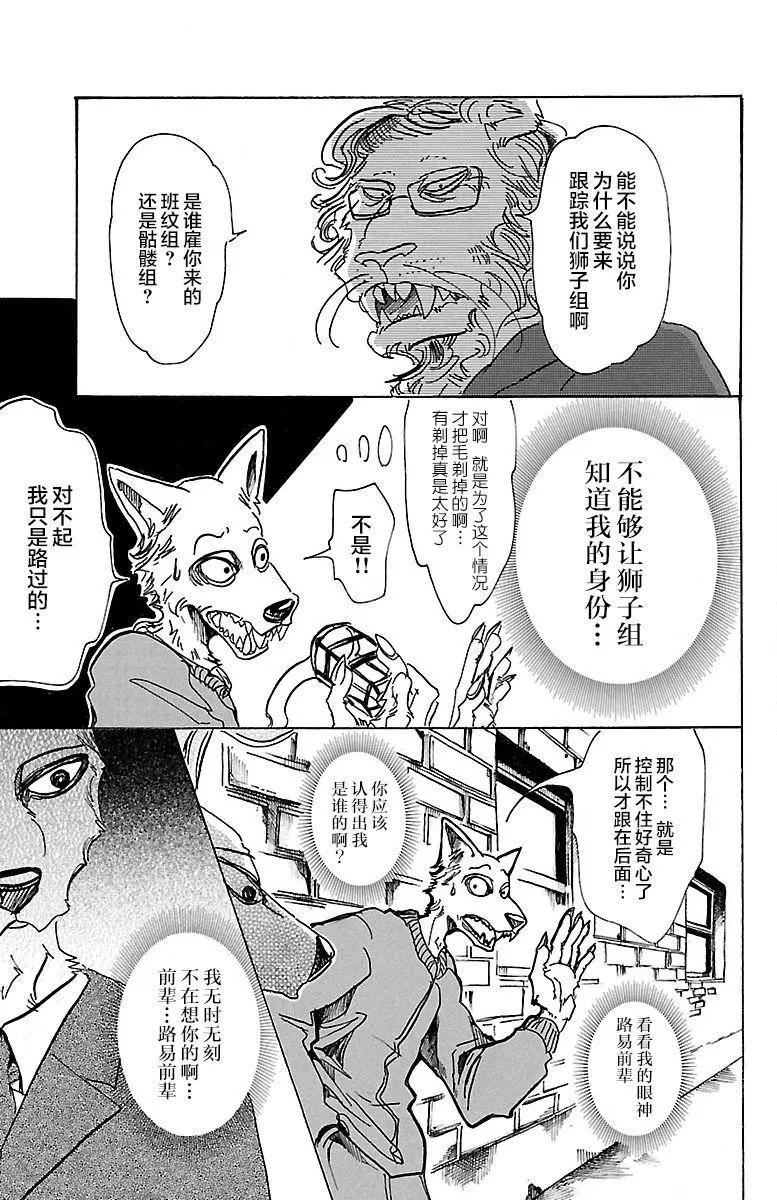 能不能说说你
为什么要来
跟踪我们狮子
组啊
是谁雇你来的
班纹组？
还是骷髅组？
不能够让狮子组
知道我的身份…
对啊 就是为了这个情况
才把毛剃掉的啊…
有剃掉真是太好了
不是!!
对不起
我只是路过的…
那个… 就是
控制不住好奇心了
所以才跟在后面…
看看我的眼神
路易前辈
你应该
认得出我
是谁的啊？
我无时无刻
不在想你的啊…
前辈…路易前辈